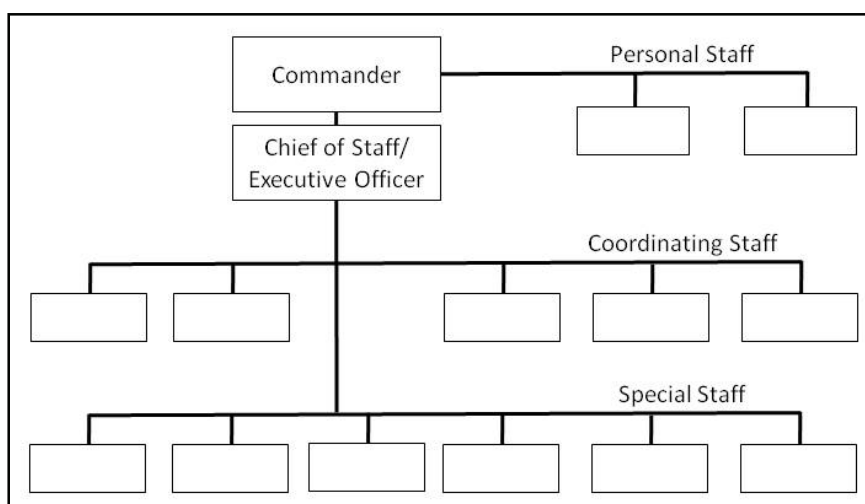 Commander
Personal Staff
Chief of Staff/
Executive Officer
Coordinating Staff
Special Staff